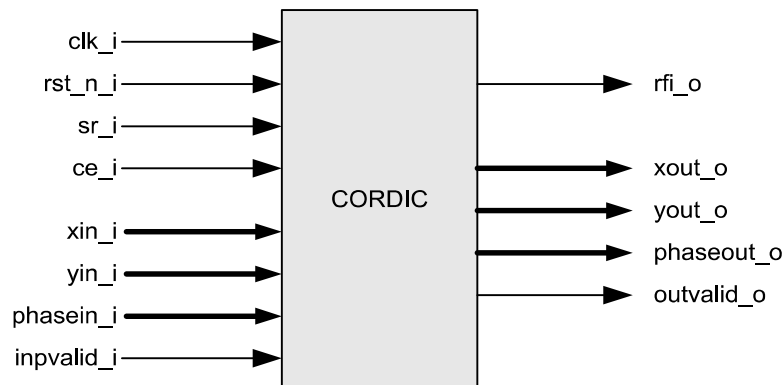 clk_i
rst_n_i
sr_i
ce_i
xin_i
yin_i
phasein_i
inpvalid_i
CORDIC
rfi_o
xout_o
yout_o
phaseout_o
outvalid_o